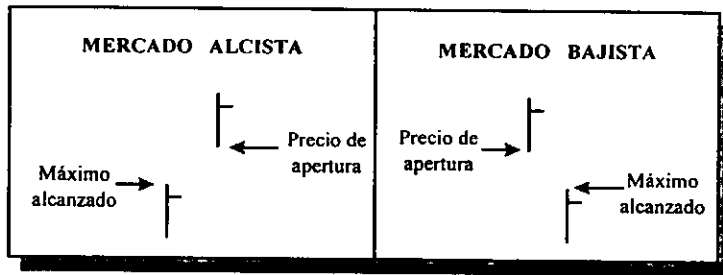 MERCADO ALCISTA
Precio de
apertura
Máximo
alcanzado
MERCADO BAJISTA
Precio de
apertura
Máximo
alcanzado